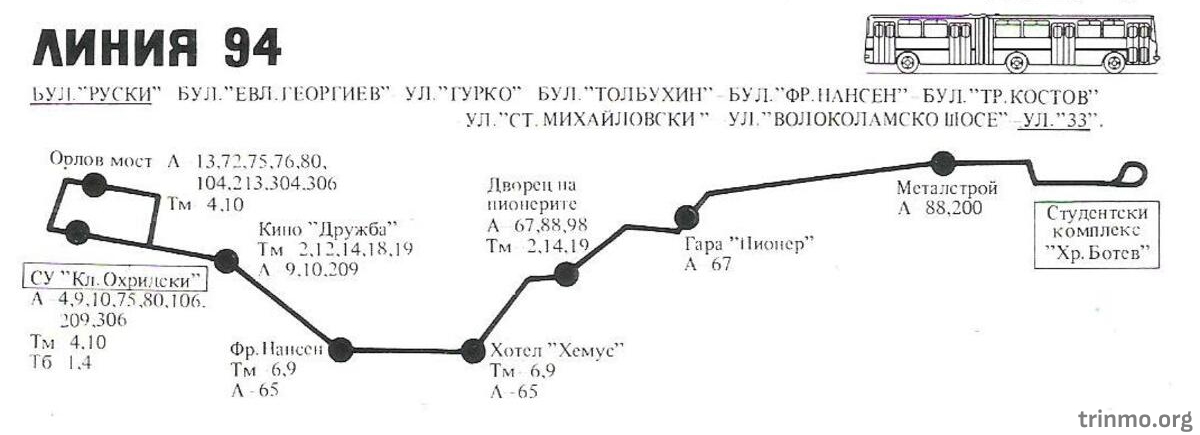 ЛИНИЯ 94
БУЛ."РУСКИ" БУЛ."ЕВЛ.ГЕОРГИЕВ" - УЛ."ГУРКО" БУЛ."ТОЛБУХИН" - БУЛ."ФР.НАНСЕН" - БУЛ."ТР.КОСТОВ"
УЛ."СТ. МИХАЙЛОВСКИ" УЛ."ВОЛОКОЛАМСКО ШОСЕ" - УЛ."33".
Орлов мост А - 13,72,75,76,80,
104,213,304,306
Тм 4,10
СУ "Кл.Охридски"
А - 4,9,10,75,80,106.
209,306
Тм 4,10
Тб 1,4
Кино "Дружба"
Тм - 2,12,14,18,19
А 9,10,209
Фр.Нансен
Тм - 6,9
А - 65
Хотел "Хемус"
Тм - 6,9
А - 65
Дворец на
пионерите
А - 67,88,98
Тм - 2,14,19
Гара "Пионер"
А 67
Металстрой
А 88,200
Студентски
комплекс
"Хр.Ботев"
trinmo.org